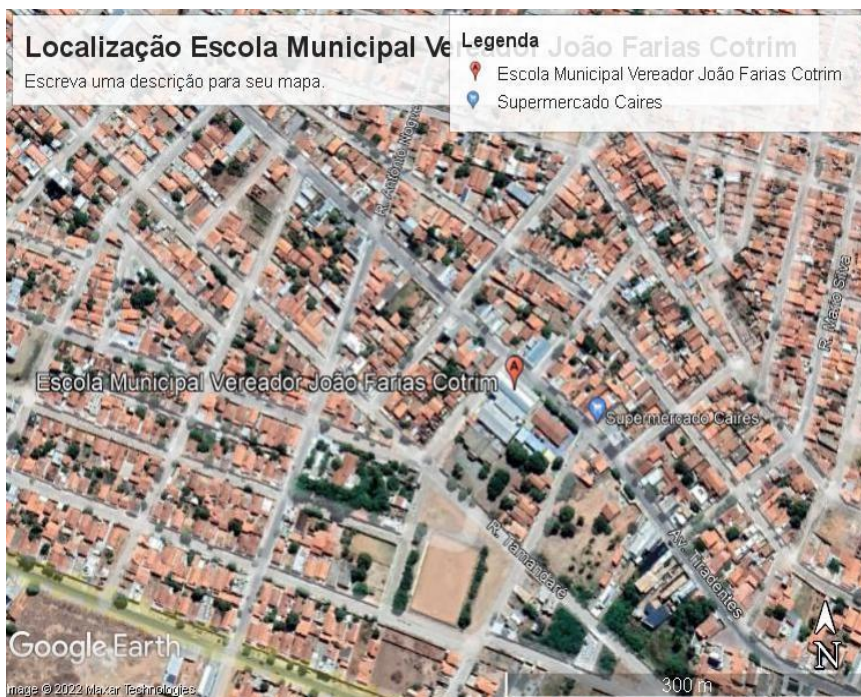 Localização Escola Municipal Vereador João Farias Cotrim
Escreva uma descrição para seu mapa.
Legenda
Escola Municipal Vereador João Farias Cotrim
Supermercado Caires
R. Antônio Nogue
R. Mário Silva
A
Escola Municipal Vereador João Farias Cotrim
Supermercado Caires
R. Tamandaré
Av. Tiradentes
Google Earth
N
Image © 2022 Maxar Technologies
300 m